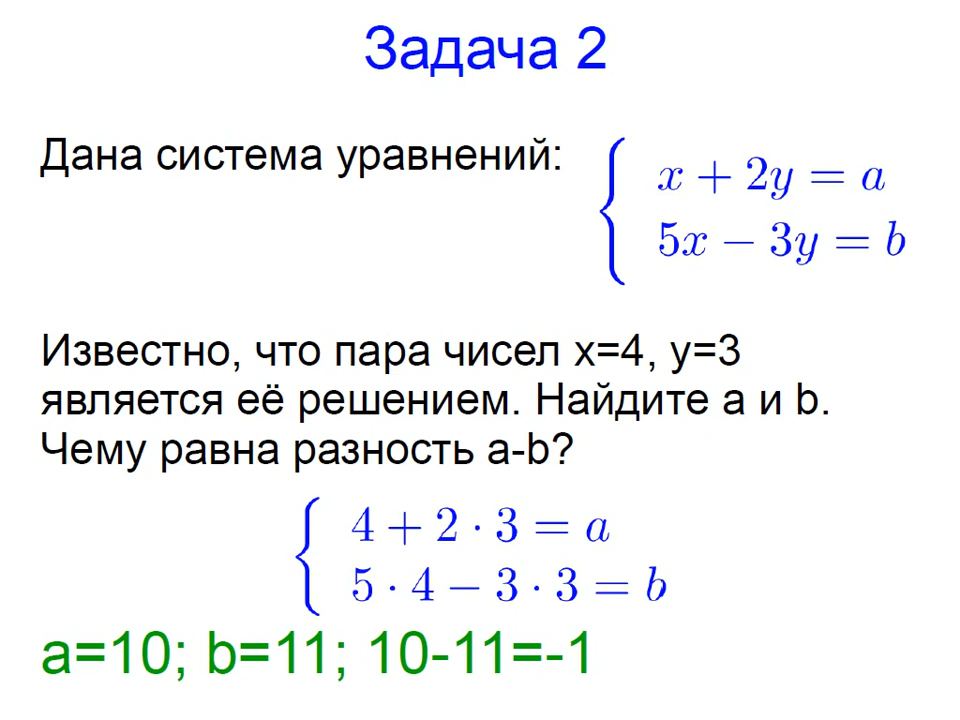 Задача 2
Дана система уравнений:
x + 2y = a
5x − 3y = b
Известно, что пара чисел x=4, y=3
является её решением. Найдите a и b.
Чему равна разность a-b?
4 + 2 · 3 = a
5 · 4 − 3 · 3 = b
a=10; b=11; 10-11=-1